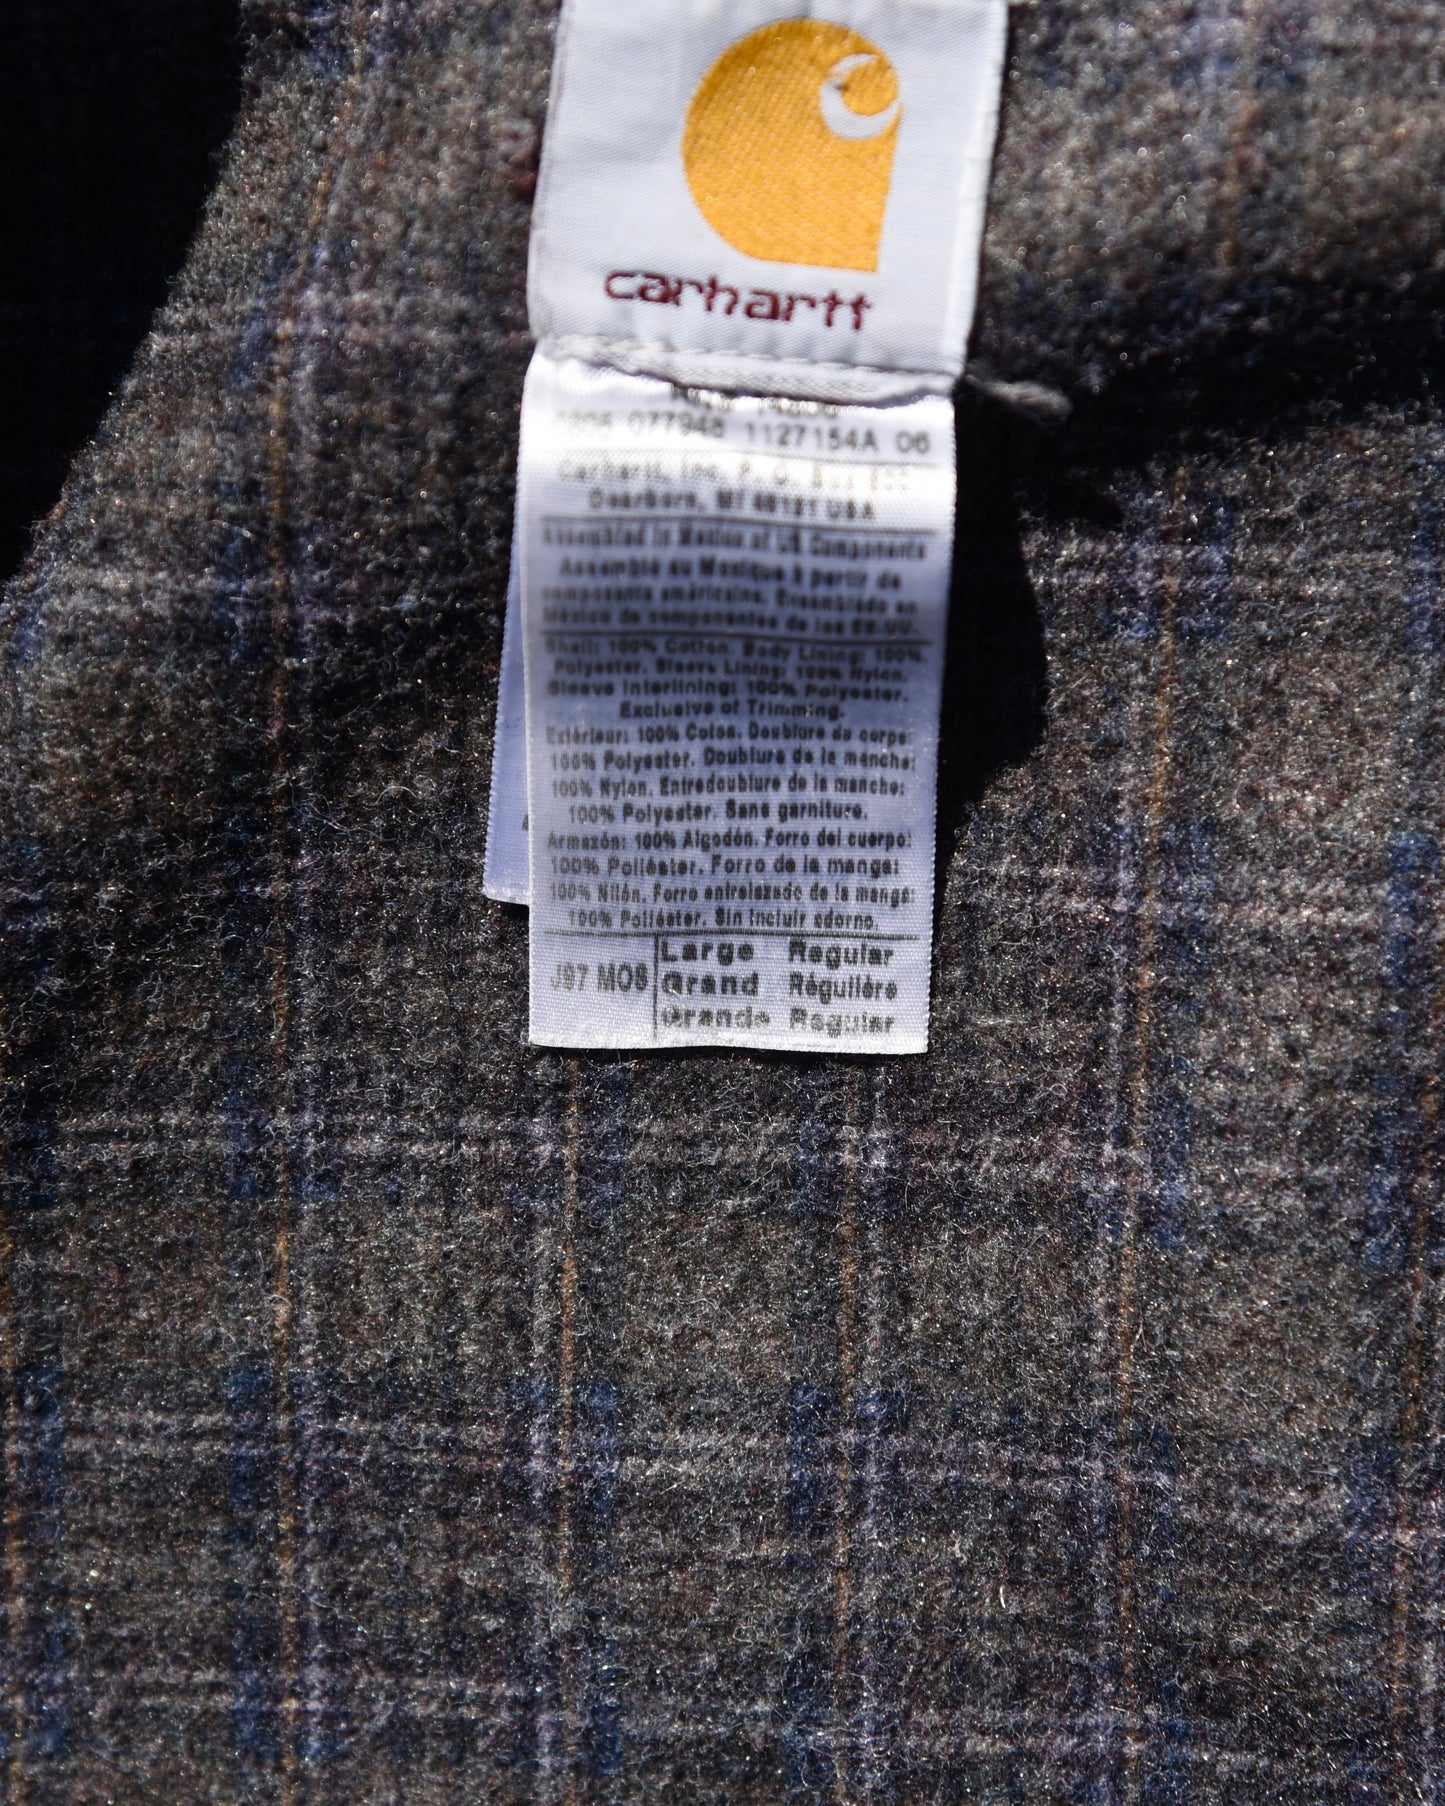 carhartt
077948 1127154A 06
Carhartt, Inc. P. O. Box
Dearborn, MI 48121 USA
Assembled in Mexico of US Components
Assemblé au Mexique à partir de
composants américains. Ensamblado en
México de componentes de los EE.UU.
Shell: 100% Cotton. Body Lining: 100%
Polyester. Sleeve Lining: 100% Nylon.
Sleeve Interlining: 100% Polyester.
Exclusive of Trimming.
Extérieur: 100% Coton. Doublure de corps:
100% Polyester. Doublure de la manche:
100% Nylon. Entredoublure de la manche:
100% Polyester. Sans garniture.
Armazón: 100% Algodón. Forro del cuerpo:
100% Poliéster. Forro de la manga:
100% Nilón. Forro entrelazado de la manga:
100% Poliéster. Sin incluir adorno.
J97 MOS
Large Regular
Grand Régulière
Grande Regular